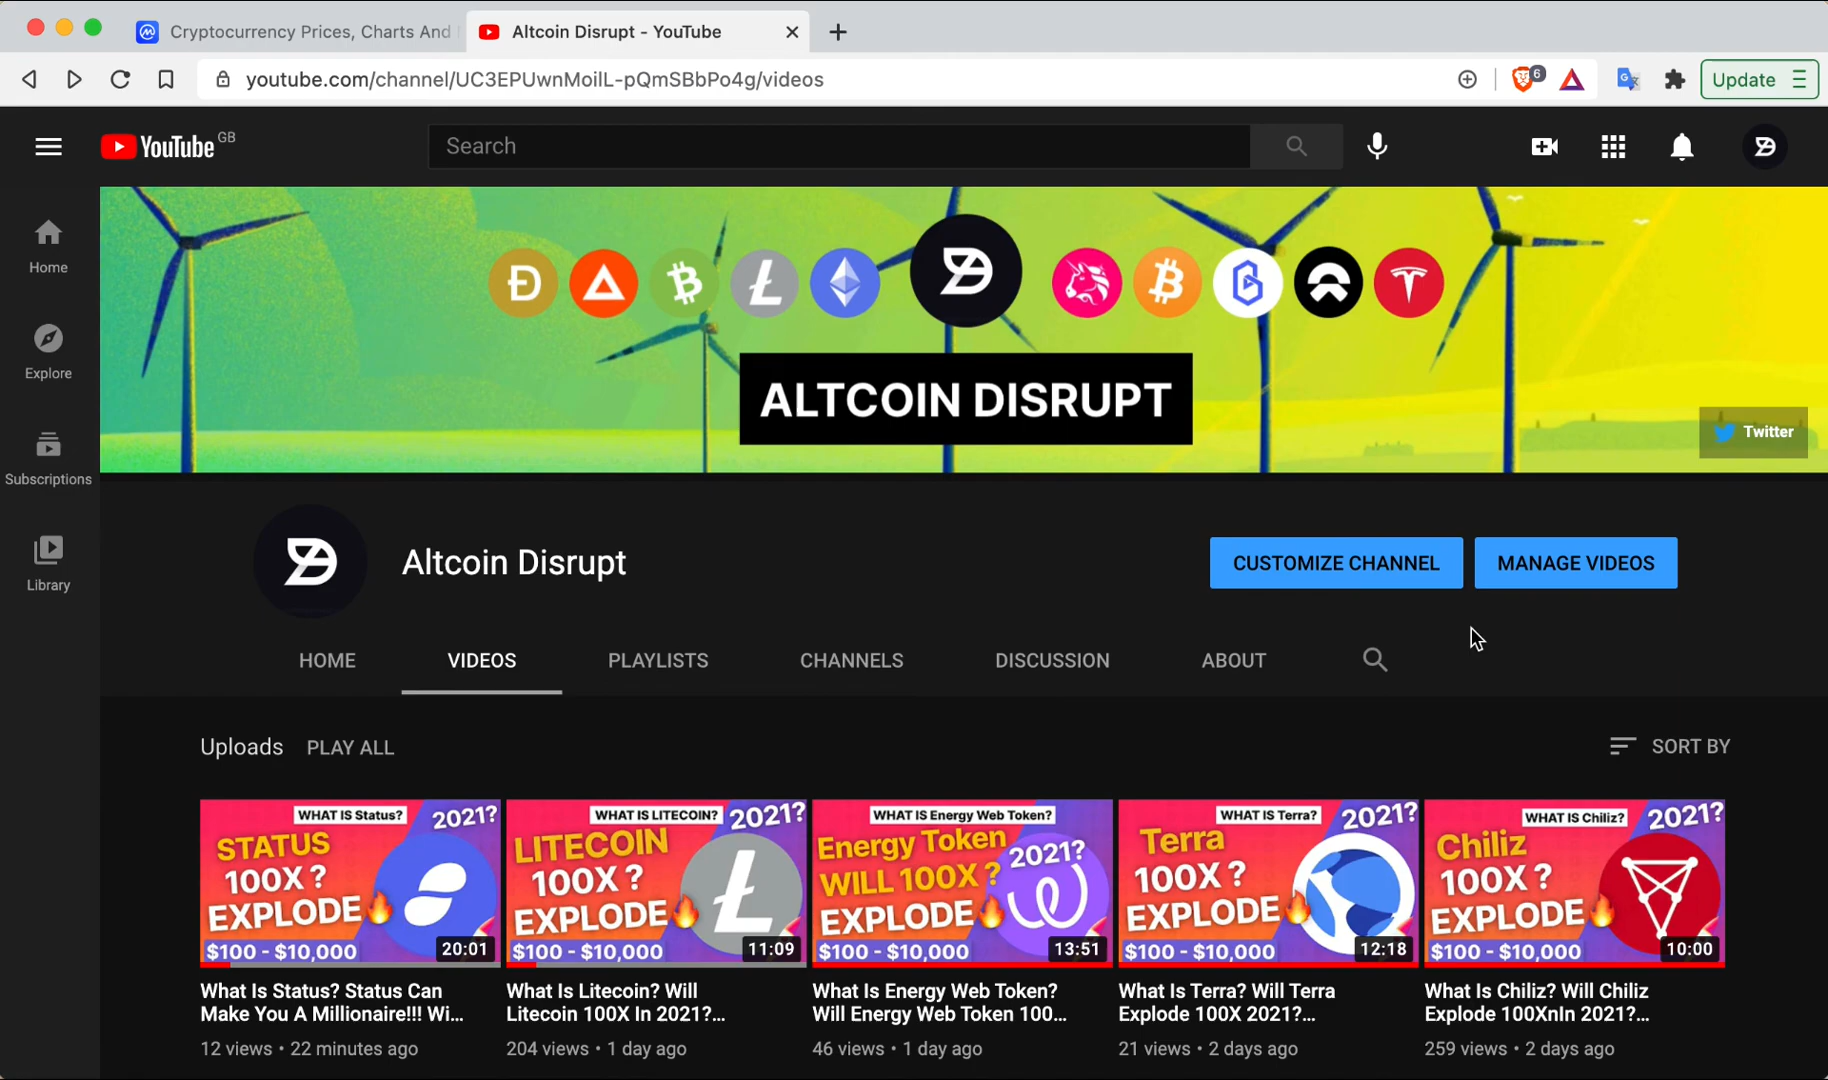 Cryptocurrency Prices, Charts And
Altcoin Disrupt - YouTube
youtube.com/channel/UC3EPUwnMoilL-pQmSBbPo4g/videos
6
Update
YouTube GB
Search
Home
Explore
Subscriptions
Library
ALTCOIN DISRUPT
Twitter
Altcoin Disrupt
CUSTOMIZE CHANNEL
MANAGE VIDEOS
HOME
VIDEOS
PLAYLISTS
CHANNELS
DISCUSSION
ABOUT
Uploads
PLAY ALL
SORT BY
WHAT IS Status?
2021?
STATUS
100X ?
EXPLODE
$100 - $10,000
20:01
What Is Status? Status Can
Make You A Millionaire!!! Wi...
12 views • 22 minutes ago
WHAT IS LITECOIN?
2021?
LITECOIN
100X ?
EXPLODE
$100 - $10,000
11:09
What Is Litecoin? Will
Litecoin 100X In 2021?...
204 views • 1 day ago
WHAT IS Energy Web Token?
Energy Token
2021?
WILL 100X ?
EXPLODE
$100 - $10,000
13:51
What Is Energy Web Token?
Will Energy Web Token 100...
46 views • 1 day ago
WHAT IS Terra?
2021?
Terra
100X ?
EXPLODE
$100 - $10,000
12:18
What Is Terra? Will Terra
Explode 100X 2021?...
21 views • 2 days ago
WHAT IS Chiliz?
2021?
Chiliz
100X ?
EXPLODE
$100 - $10,000
10:00
What Is Chiliz? Will Chiliz
Explode 100XnIn 2021?...
259 views • 2 days ago